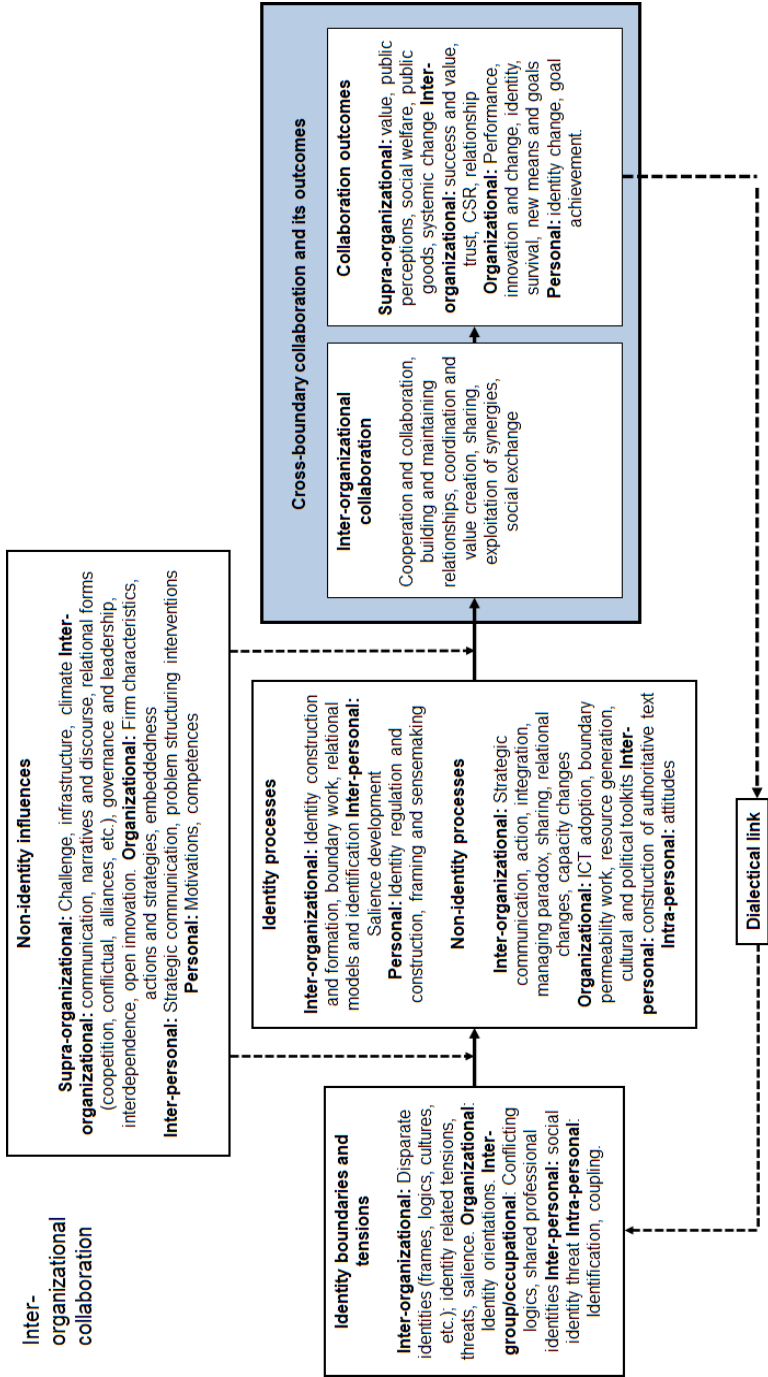 Inter-
organizational
collaboration
Non-identity influences
Supra-organizational: Challenge, infrastructure, climate Inter-
organizational: communication, narratives and discourse, relational forms
(coopetition, conflictual, alliances, etc.), governance and leadership,
interdependence, open innovation. Organizational: Firm characteristics,
actions and strategies, embeddedness
Inter-personal: Strategic communication, problem structuring interventions
Personal: Motivations, competences
Identity boundaries and
tensions
Inter-organizational: Disparate
identities (frames, logics, cultures,
etc.); identity related tensions,
threats, salience. Organizational:
Identity orientations. Inter-
group/occupational: Conflicting
logics, shared professional
identities Inter-personal: social
identity threat Intra-personal:
Identification, coupling.
Identity processes
Inter-organizational: Identity construction
and formation, boundary work, relational
models and identification Inter-personal:
Salience development
Personal: Identity regulation and
construction, framing and sensemaking
Non-identity processes
Inter-organizational: Strategic
communication, action, integration,
managing paradox, sharing, relational
changes, capacity changes
Organizational: ICT adoption, boundary
permeability work, resource generation,
cultural and political toolkits Inter-
personal: construction of authoritative text
Intra-personal: attitudes
Cross-boundary collaboration and its outcomes
Inter-organizational
collaboration
Cooperation and collaboration,
building and maintaining
relationships, coordination and
value creation, sharing,
exploitation of synergies,
social exchange
Collaboration outcomes
Supra-organizational: value, public
perceptions, social welfare, public
goods, systemic change Inter-
organizational: success and value,
trust, CSR, relationship
Organizational: Performance,
innovation and change, identity,
survival, new means and goals
Personal: identity change, goal
achievement.
Dialectical link